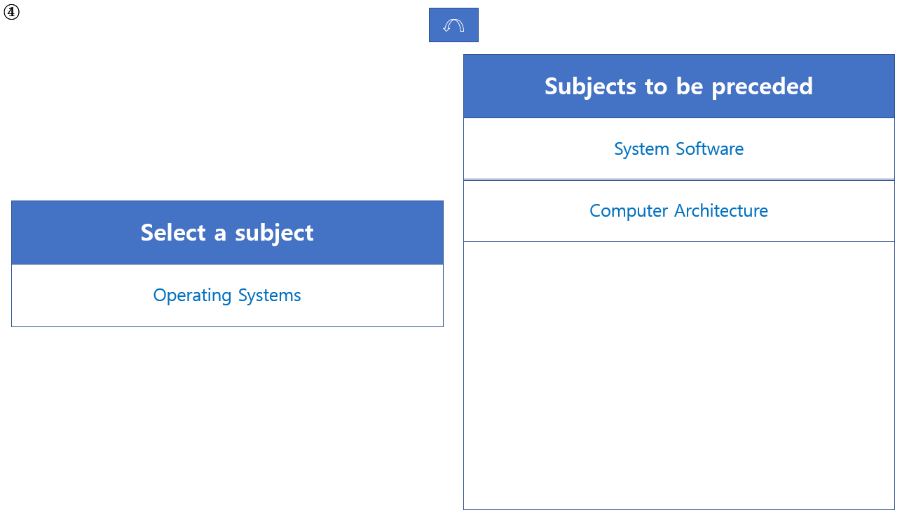 ④
Subjects to be preceded
System Software
Computer Architecture
Select a subject
Operating Systems